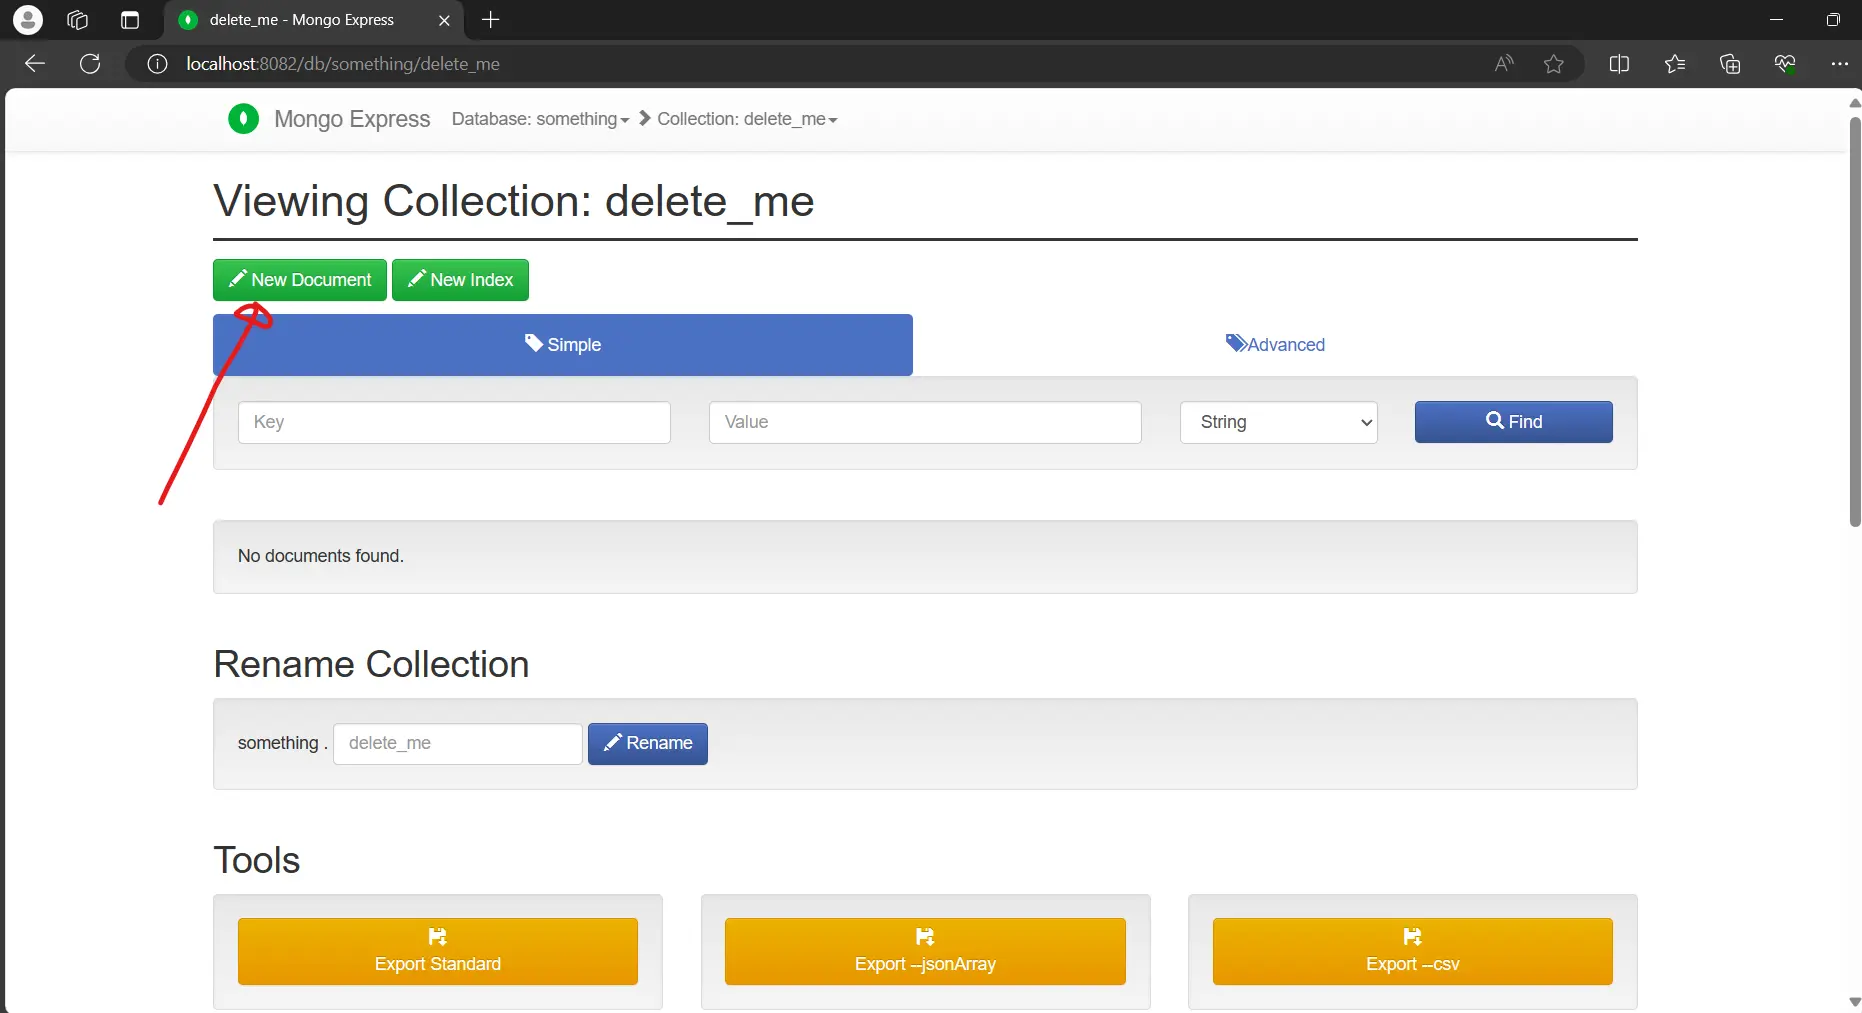 delete_me - Mongo Express
localhost:8082/db/something/delete_me
Mongo Express Database: something Collection: delete_me
Viewing Collection: delete_me
New Document New Index
Simple Advanced
Key Value String Find
No documents found.
Rename Collection
something . delete_me Rename
Tools
Export Standard Export --jsonArray Export --csv